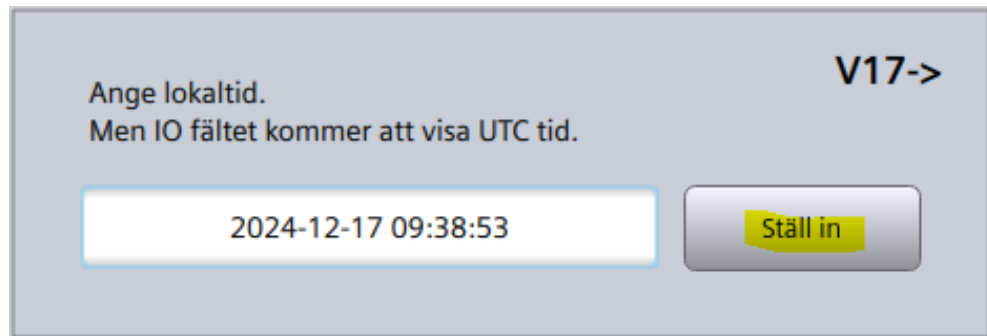 V17->
Ange lokaltid.
Men IO fältet kommer att visa UTC tid.
2024-12-17 09:38:53
Ställ in